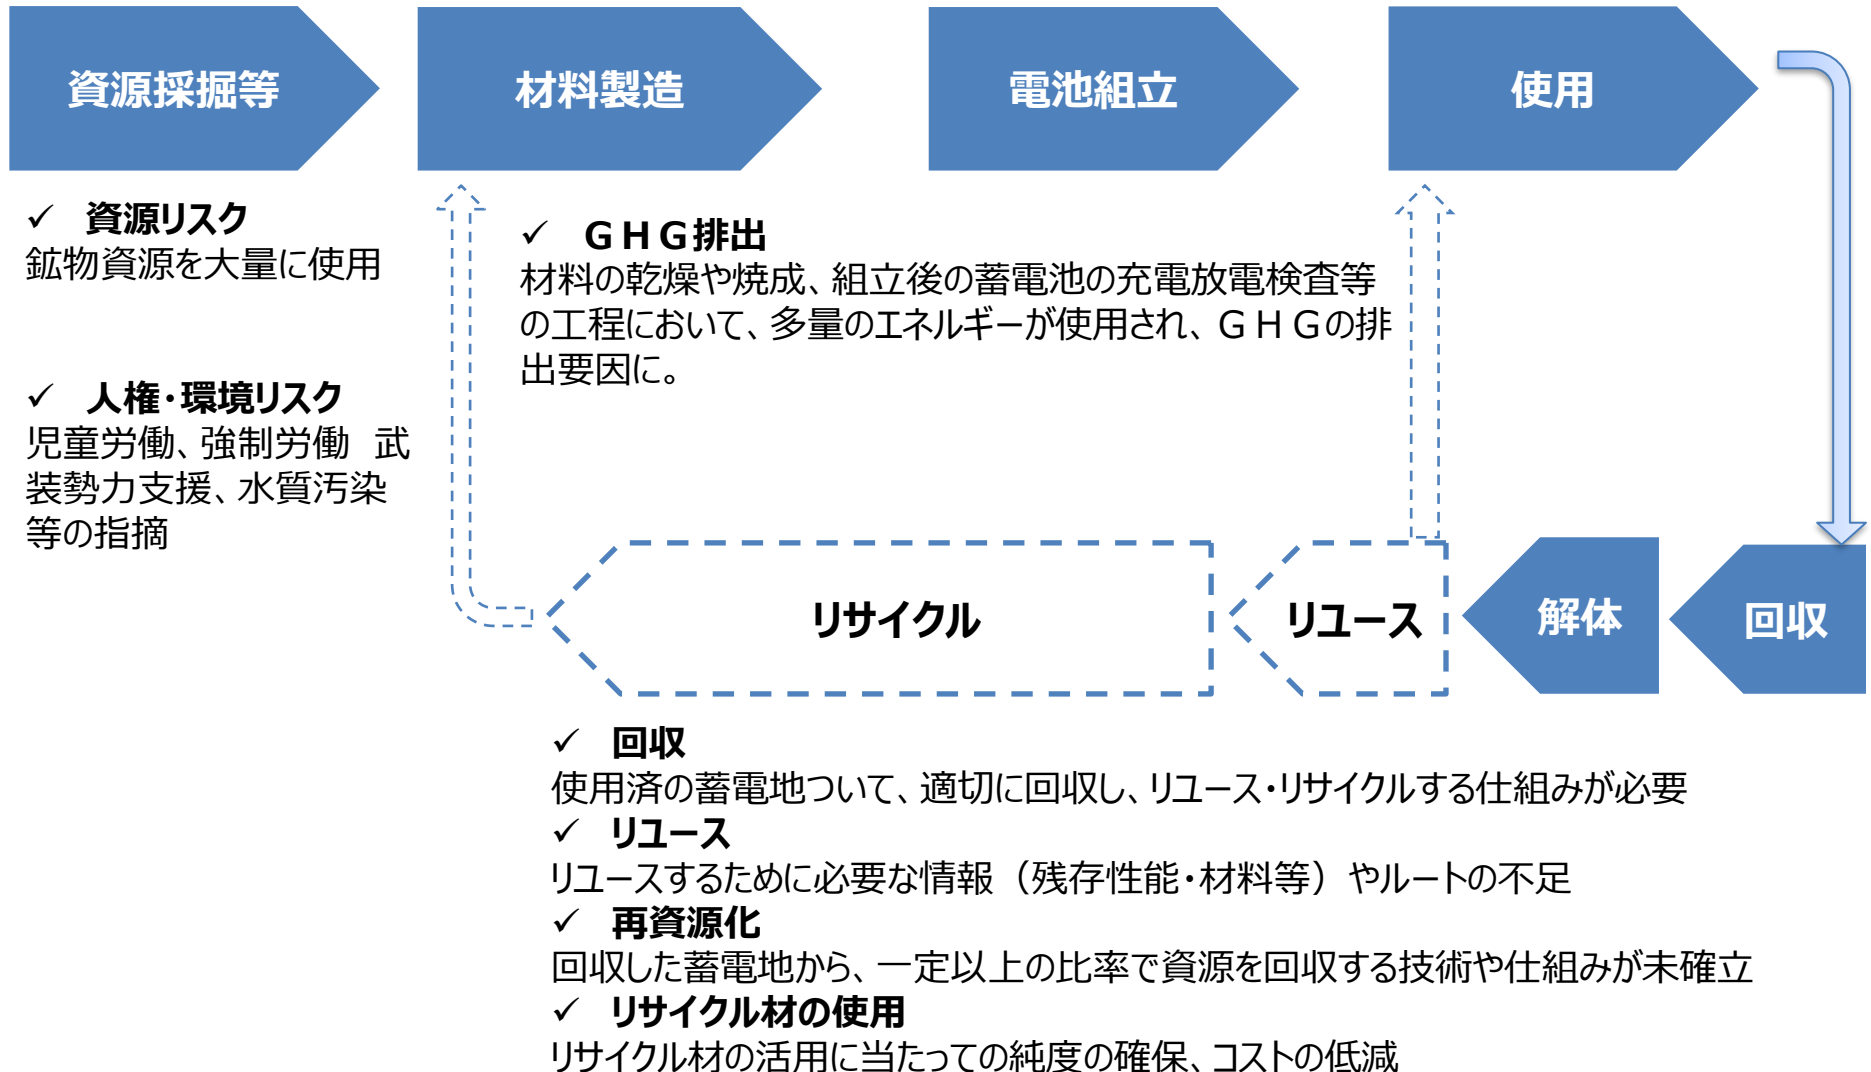 資源採掘等
材料製造
電池組立
使用
✓ 資源リスク
鉱物資源を大量に使用
✓ 人権・環境リスク
児童労働、強制労働　武
装勢力支援、水質汚染
等の指摘
✓ ＧＨＧ排出
材料の乾燥や焼成、組立後の蓄電池の充電放電検査等
の工程において、多量のエネルギーが使用され、ＧＨＧの排
出要因に。
リサイクル
リユース
解体
回収
✓ 回収
使用済の蓄電地ついて、適切に回収し、リユース・リサイクルする仕組みが必要
✓ リユース
リユースするために必要な情報（残存性能・材料等）やルートの不足
✓ 再資源化
回収した蓄電地から、一定以上の比率で資源を回収する技術や仕組みが未確立
✓ リサイクル材の使用
リサイクル材の活用に当たっての純度の確保、コストの低減